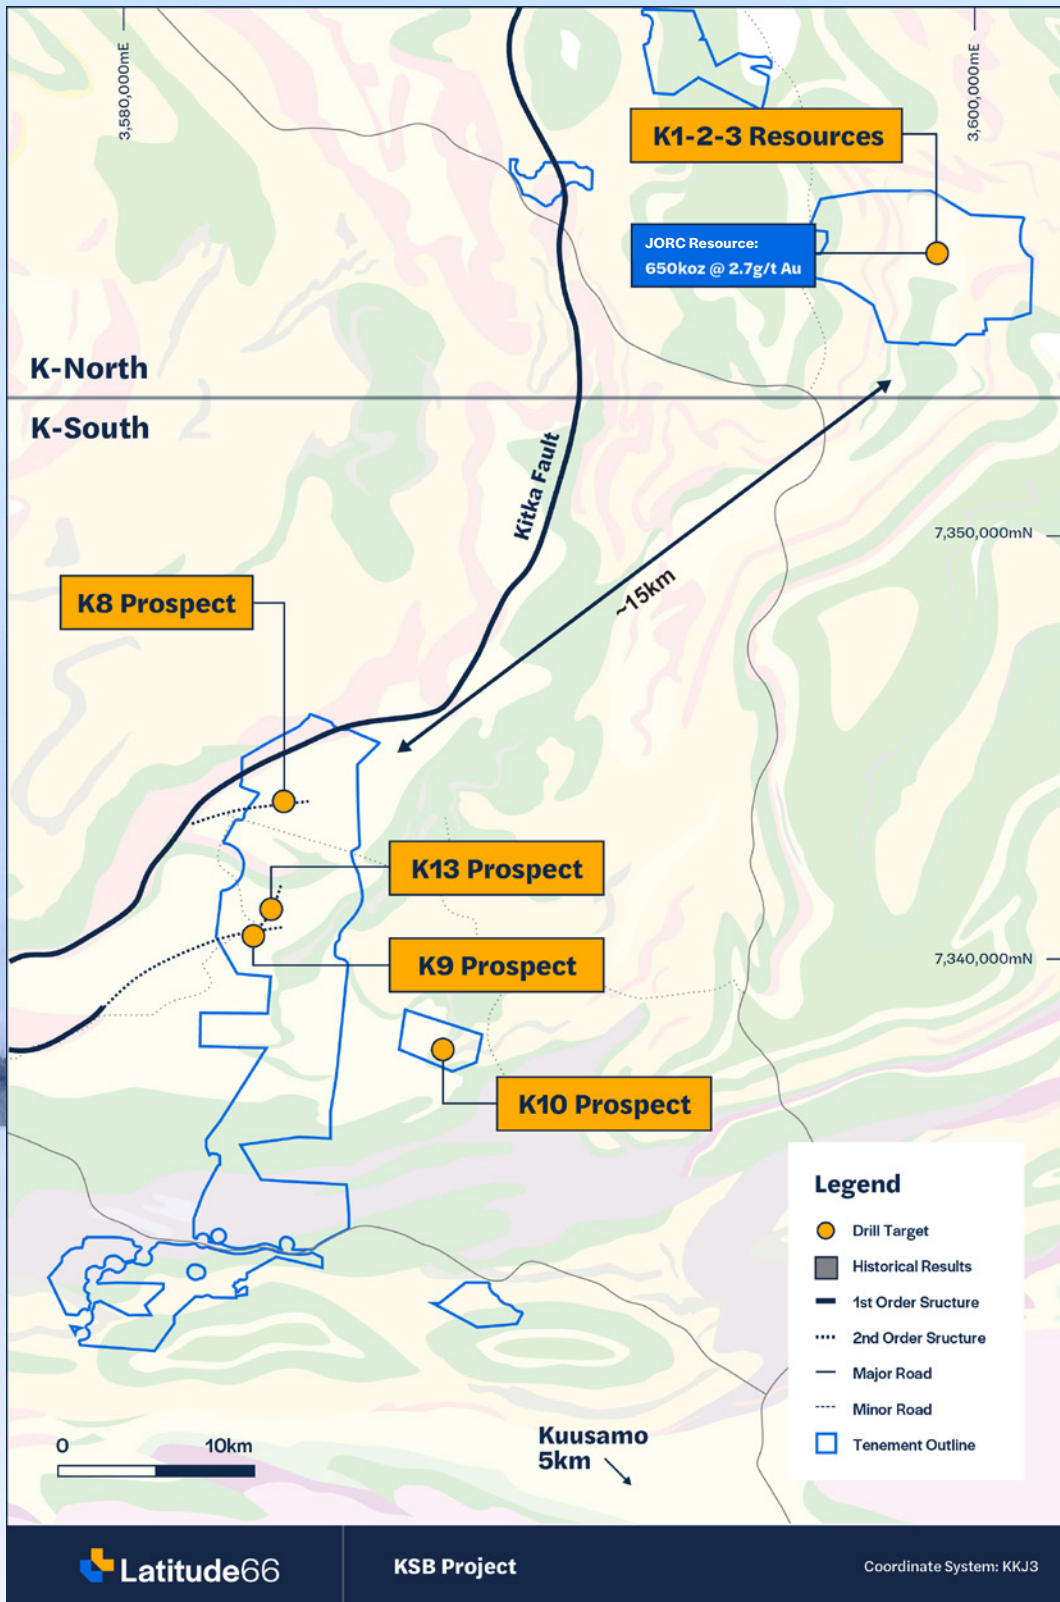 3,580,000mE
3,600,000mE
K1-2-3 Resources
JORC Resource:
650koz @ 2.7g/t Au
K-North
K-South
Kitka Fault
7,350,000mN
~15km
K8 Prospect
K13 Prospect
K9 Prospect
7,340,000mN
K10 Prospect
Legend
Drill Target
Historical Results
1st Order Sructure
2nd Order Sructure
Major Road
Minor Road
Tenement Outline
0 10km
Kuusamo
5km
Latitude66
KSB Project
Coordinate System: KKJ3